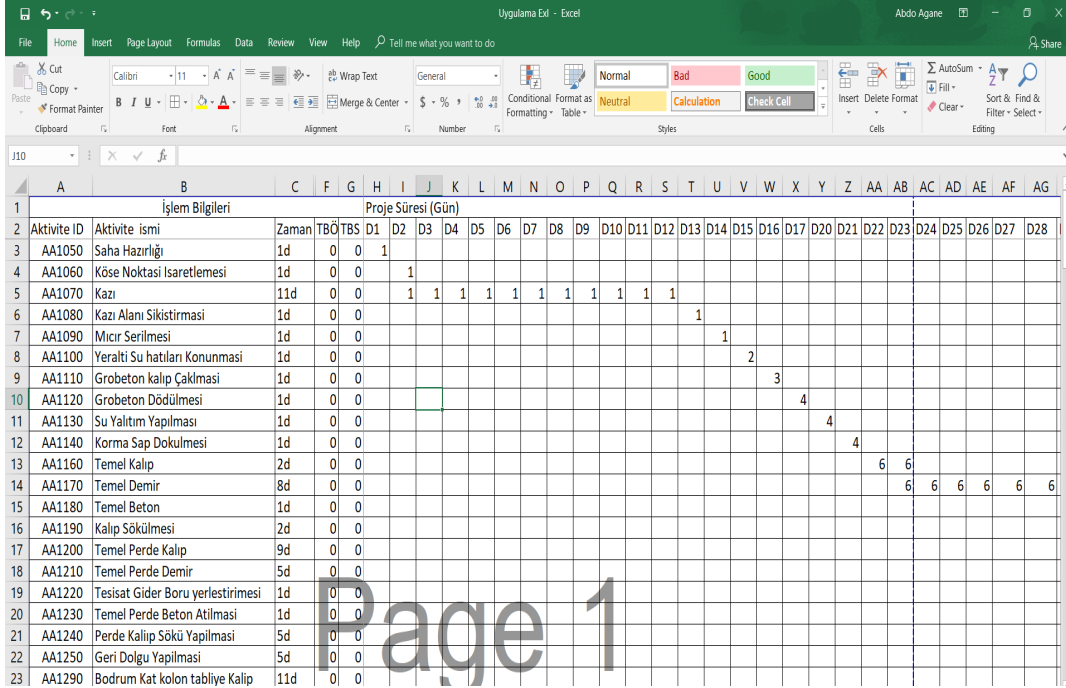 Uygulama Exl - Excel Abdo Agane
File Home Insert Page Layout Formulas Data Review View Help Tell me what you want to do Share
Paste Cut Copy Format Painter Clipboard
Calibri 11 A A B I U A Font
Wrap Text Merge & Center Alignment
General $ % , Number
Conditional Formatting Format as Table Normal Bad Good Neutral Calculation Check Cell Styles
Insert Delete Format Cells
AutoSum Fill Clear Sort & Filter Find & Select Editing
J10 fx
A B C F G H I J K L M N O P Q R S T U V W X Y Z AA AB AC AD AE AF AG
1 İşlem Bilgileri Proje Süresi (Gün)
2 Aktivite ID Aktivite ismi Zaman TBÖ TBS D1 D2 D3 D4 D5 D6 D7 D8 D9 D10 D11 D12 D13 D14 D15 D16 D17 D20 D21 D22 D23 D24 D25 D26 D27 D28
3 AA1050 Saha Hazırlığı 1d 0 0 1
4 AA1060 Köse Noktasi Isaretlemesi 1d 0 0 1
5 AA1070 Kazı 11d 0 0 1 1 1 1 1 1 1 1 1 1 1
6 AA1080 Kazı Alanı Sikistirmasi 1d 0 0 1
7 AA1090 Mıcır Serilmesi 1d 0 0 1
8 AA1100 Yeralti Su hatıları Konunmasi 1d 0 0 2
9 AA1110 Grobeton kalıp Çaklmasi 1d 0 0 3
10 AA1120 Grobeton Dödülmesi 1d 0 0 4
11 AA1130 Su Yalıtım Yapılması 1d 0 0 4
12 AA1140 Korma Sap Dokulmesi 1d 0 0 4
13 AA1160 Temel Kalıp 2d 0 0 6 6
14 AA1170 Temel Demir 8d 0 0 6 6 6 6 6 6
15 AA1180 Temel Beton 1d 0 0
16 AA1190 Kalıp Sökülmesi 2d 0 0
17 AA1200 Temel Perde Kalıp 9d 0 0
18 AA1210 Temel Perde Demir 5d 0 0
19 AA1220 Tesisat Gider Boru yerlestirimesi 1d 0 0
20 AA1230 Temel Perde Beton Atilmasi 1d 0 0
21 AA1240 Perde Kaliıp Sökü Yapilmasi 5d 0 0
22 AA1250 Geri Dolgu Yapilmasi 5d 0 0
23 AA1290 Bodrum Kat kolon tabliye Kalip 11d 0 0
Page 1